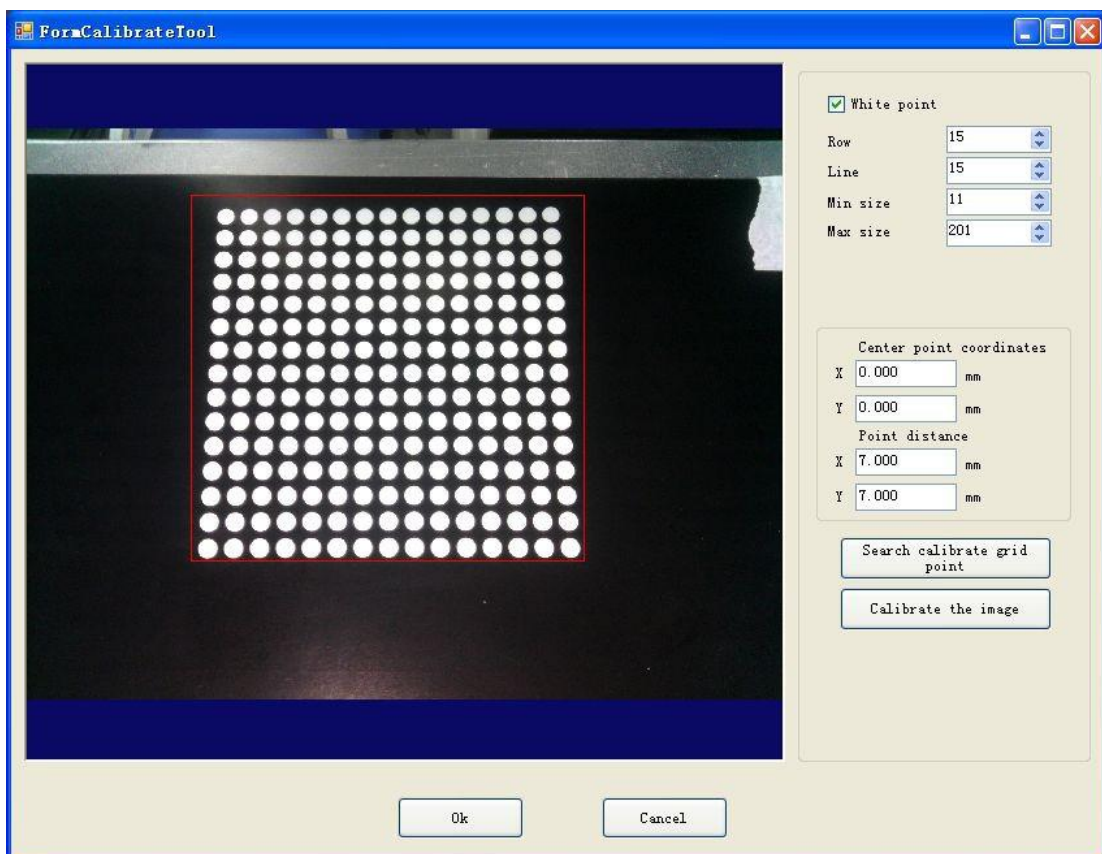 FormCalibrateTool
White point
Row 15
Line 15
Min size 11
Max size 201
Center point coordinates
X 0.000 mm
Y 0.000 mm
Point distance
X 7.000 mm
Y 7.000 mm
Search calibrate grid
point
Calibrate the image
Ok Cancel